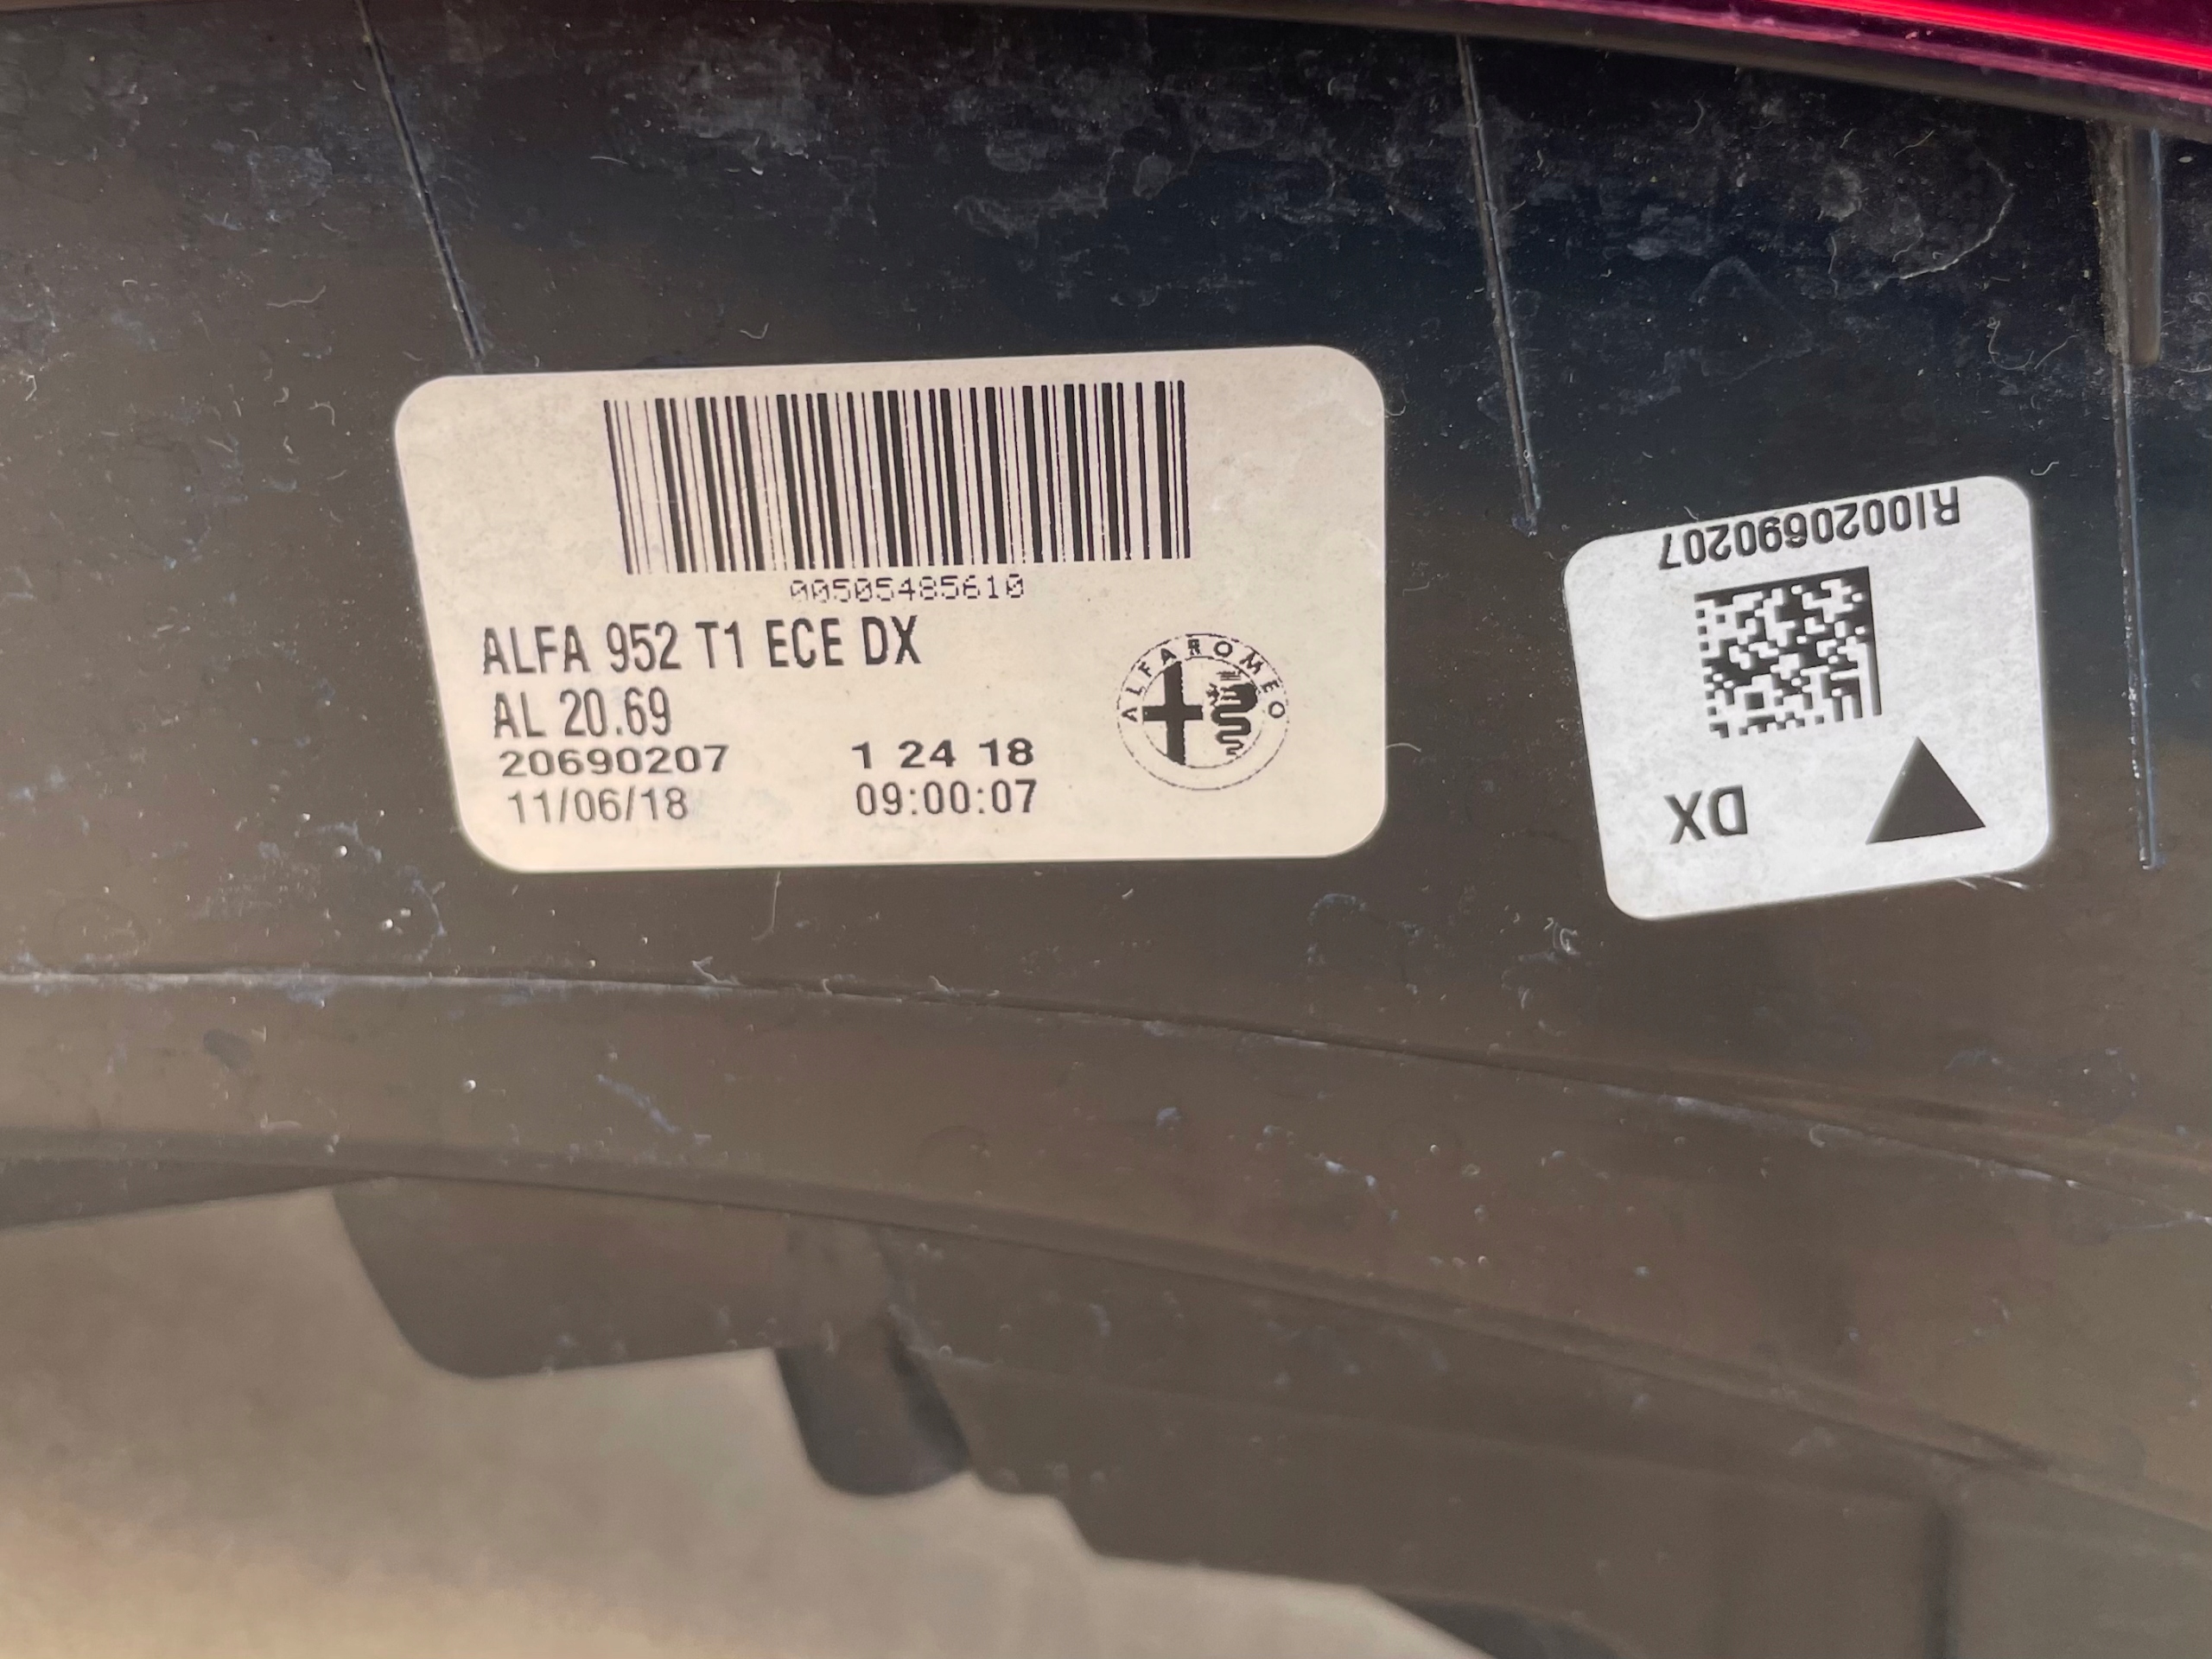 00505485610
ALFA 952 T1 ECE DX
AL 20.69
20690207 1 24 18
11/06/18 09:00:07
ALFA ROMEO
RI0020690207
DX